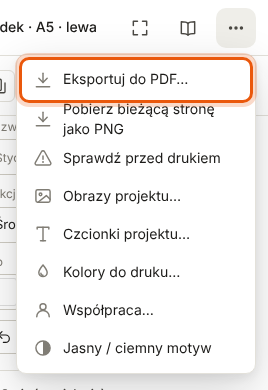 dek · A5 · lewa
Eksportuj do PDF...
Pobierz bieżącą stronę
jako PNG
Sprawdź przed drukiem
Obrazy projektu...
Czcionki projektu...
Kolory do druku...
Współpraca...
Jasny / ciemny motyw